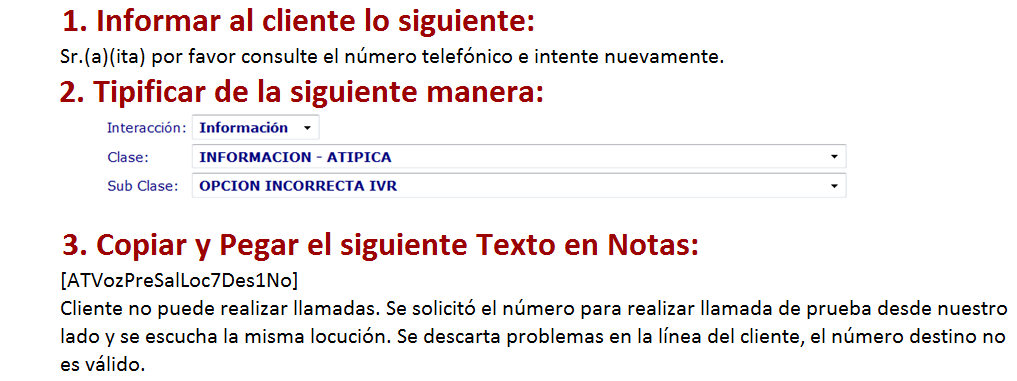 1. Informar al cliente lo siguiente:
Sr.(a)(ita) por favor consulte el número telefónico e intente nuevamente.
2. Tipificar de la siguiente manera:
Interacción: Información
Clase: INFORMACION - ATIPICA
Sub Clase: OPCION INCORRECTA IVR
3. Copiar y Pegar el siguiente Texto en Notas:
[ATVozPreSalLoc7Des1No]
Cliente no puede realizar llamadas. Se solicitó el número para realizar llamada de prueba desde nuestro
lado y se escucha la misma locución. Se descarta problemas en la línea del cliente, el número destino no
es válido.